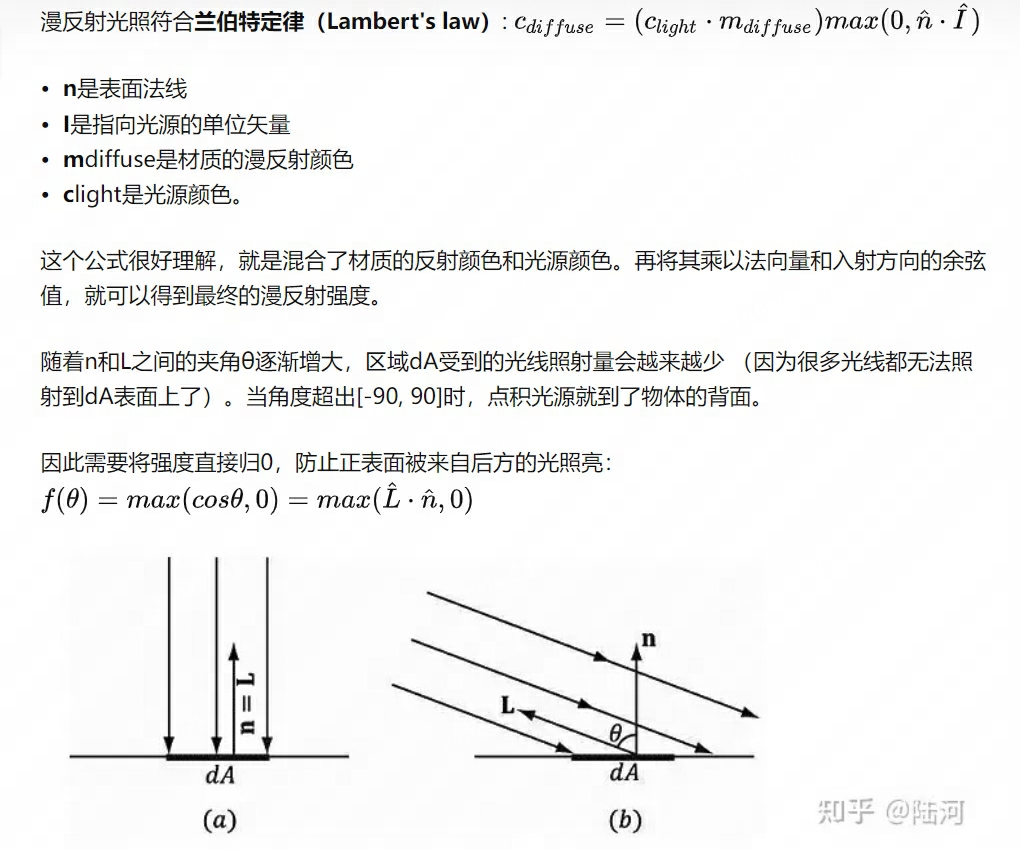 漫反射光照符合兰伯特定律（Lambert's law）: $c_{diffuse} = (c_{light} \cdot m_{diffuse})max(0, \hat{n} \cdot \hat{I})$
• n是表面法线
• l是指向光源的单位矢量
• mdiffuse是材质的漫反射颜色
• clight是光源颜色。
这个公式很好理解，就是混合了材质的反射颜色和光源颜色。再将其乘以法向量和入射方向的余弦
值，就可以得到最终的漫反射强度。
随着n和L之间的夹角θ逐渐增大，区域dA受到的光线照射量会越来越少 （因为很多光线都无法照
射到dA表面上了）。当角度超出[-90, 90]时，点积光源就到了物体的背面。
因此需要将强度直接归0，防止正表面被来自后方的光照亮：
$f(\theta) = max(cos\theta, 0) = max(\hat{L} \cdot \hat{n}, 0)$
n = L
dA
(a)
n
L
θ
dA
(b)
知乎 @陆河